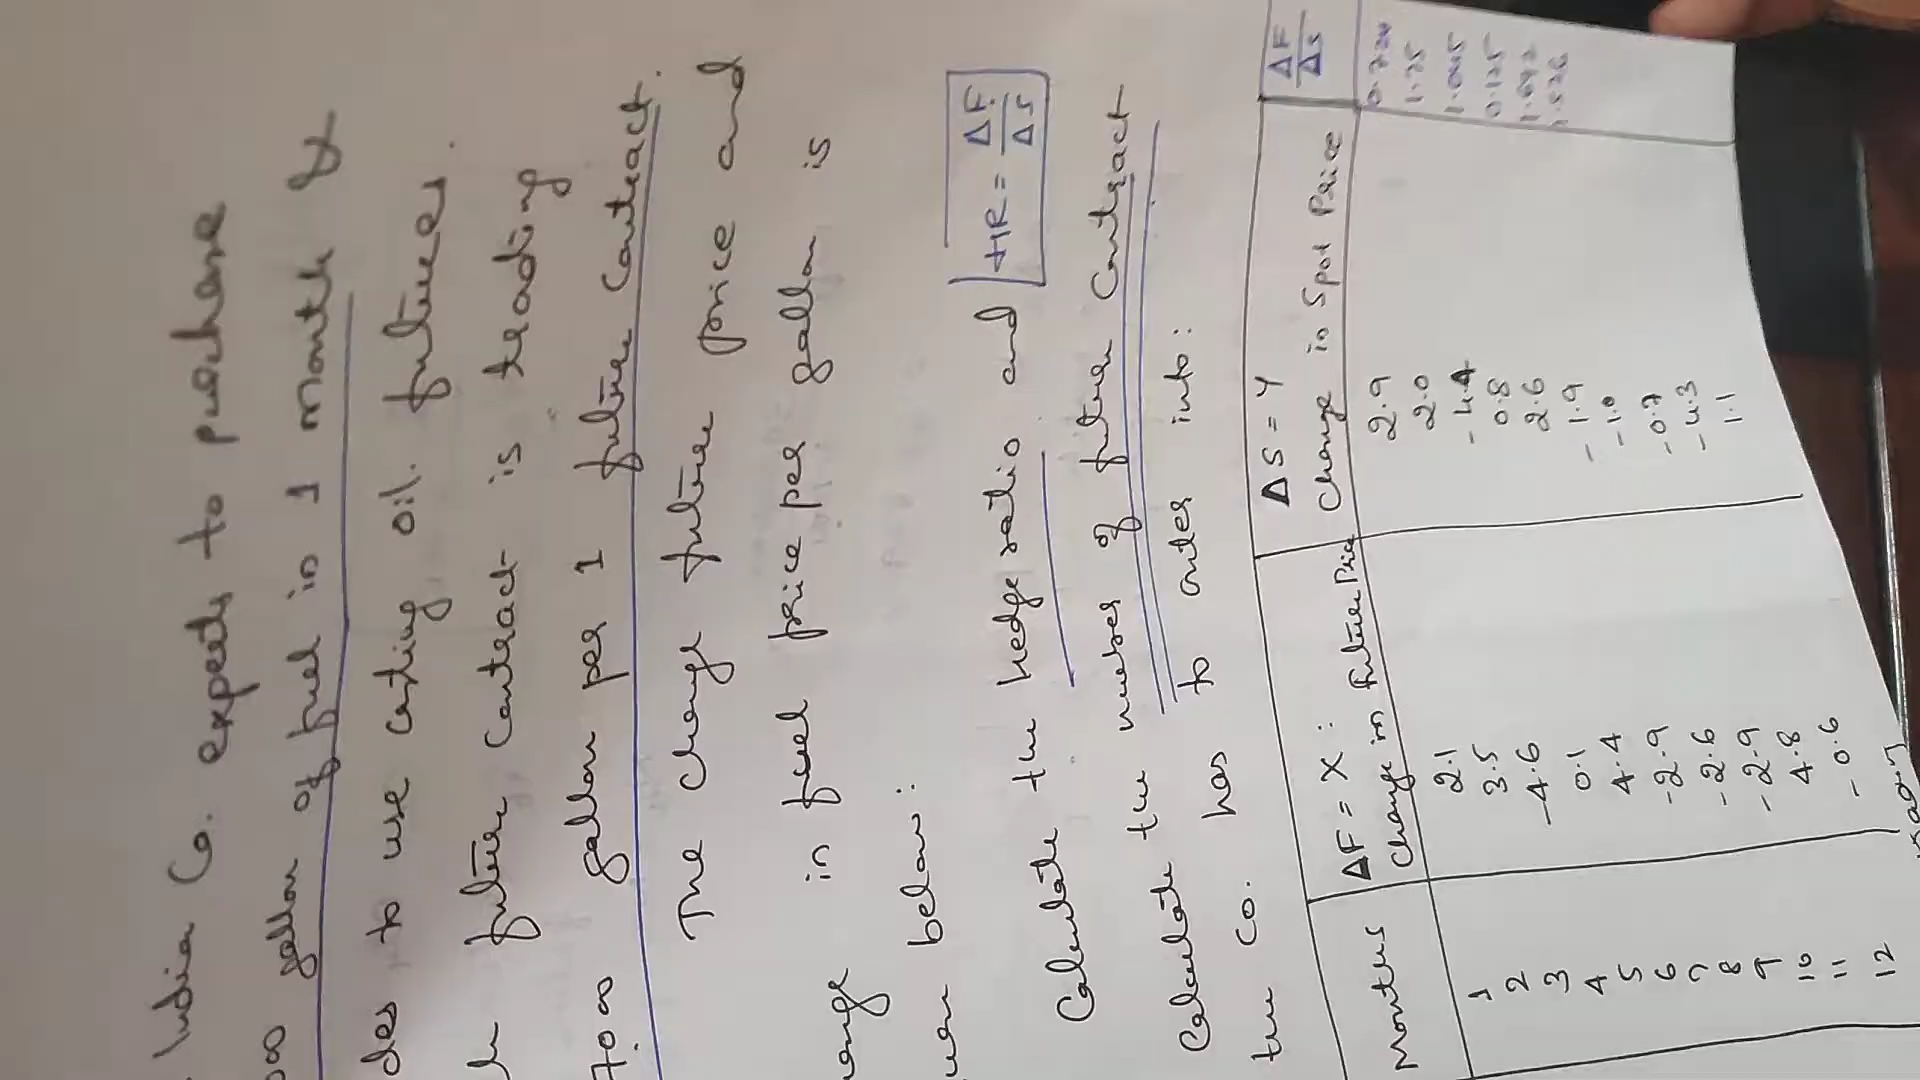 India Co. expects to purchase
gallon of fuel in 1 month &
des to use casting oil futures.
h future contract is trading
700 gallon per 1 future contract.
The change future price and
in fuel price per gallon is
below:
Calculate the hedge ratio and HR = ΔF/ΔS
Calculate the number of future contract
the Co. has to enter into:
Months | ΔF = X: Change in future Price | ΔS = Y Change in Spot Price | ΔF/ΔS
1 2.1 2.9
2 3.5 2.0 1.75
3 -4.6 -4.4 1.045
4 0.1 0.8 0.125
5 4.4 2.6 1.692
6 -2.9 -1.9 1.526
7 -2.6 -1.0
8 -2.9 -0.7
9 4.8 -4.3
10 -0.6 1.1
11
12